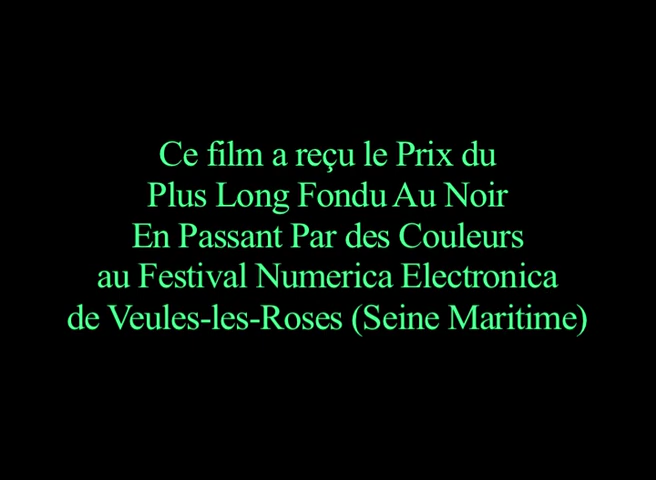 Ce film a reçu le Prix du
Plus Long Fondu Au Noir
En Passant Par des Couleurs
au Festival Numerica Electronica
de Veules-les-Roses (Seine Maritime)